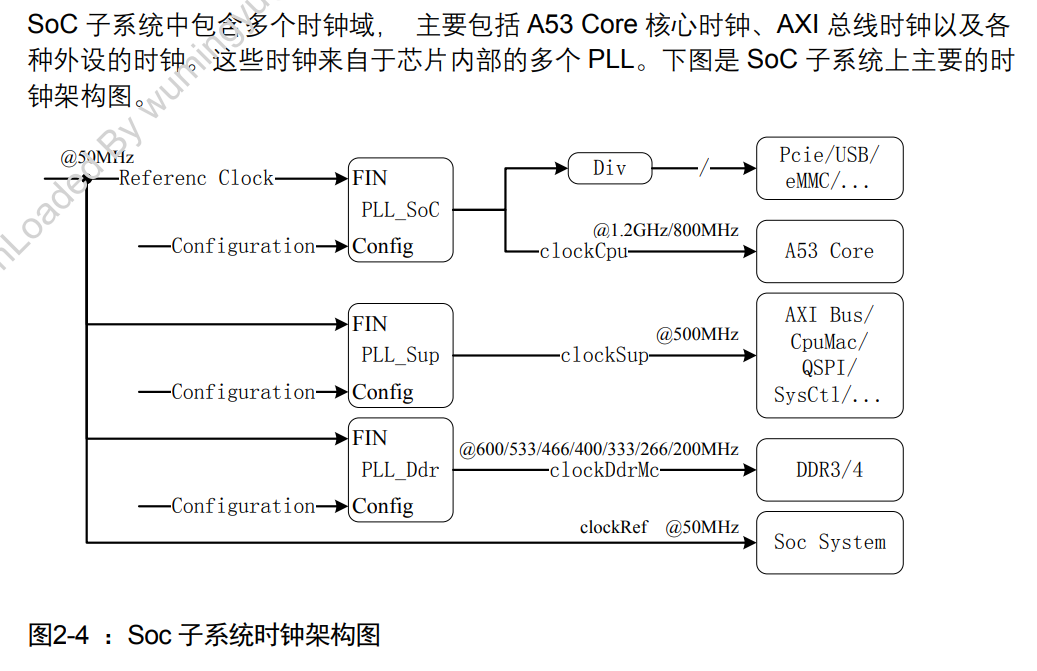 SoC 子系统中包含多个时钟域， 主要包括 A53 Core 核心时钟、AXI 总线时钟以及各
种外设的时钟。这些时钟来自于芯片内部的多个 PLL。下图是 SoC 子系统上主要的时
钟架构图。
@50MHz
Referenc Clock
FIN
PLL_SoC
Configuration
Config
Div
Pcie/USB/
eMMC/...
@1.2GHz/800MHz
clockCpu
A53 Core
FIN
PLL_Sup
Configuration
Config
@500MHz
clockSup
AXI Bus/
CpuMac/
QSPI/
SysCtl/...
FIN
PLL_Ddr
Configuration
Config
@600/533/466/400/333/266/200MHz
clockDdrMc
DDR3/4
clockRef @50MHz
Soc System
图2-4 ：Soc 子系统时钟架构图